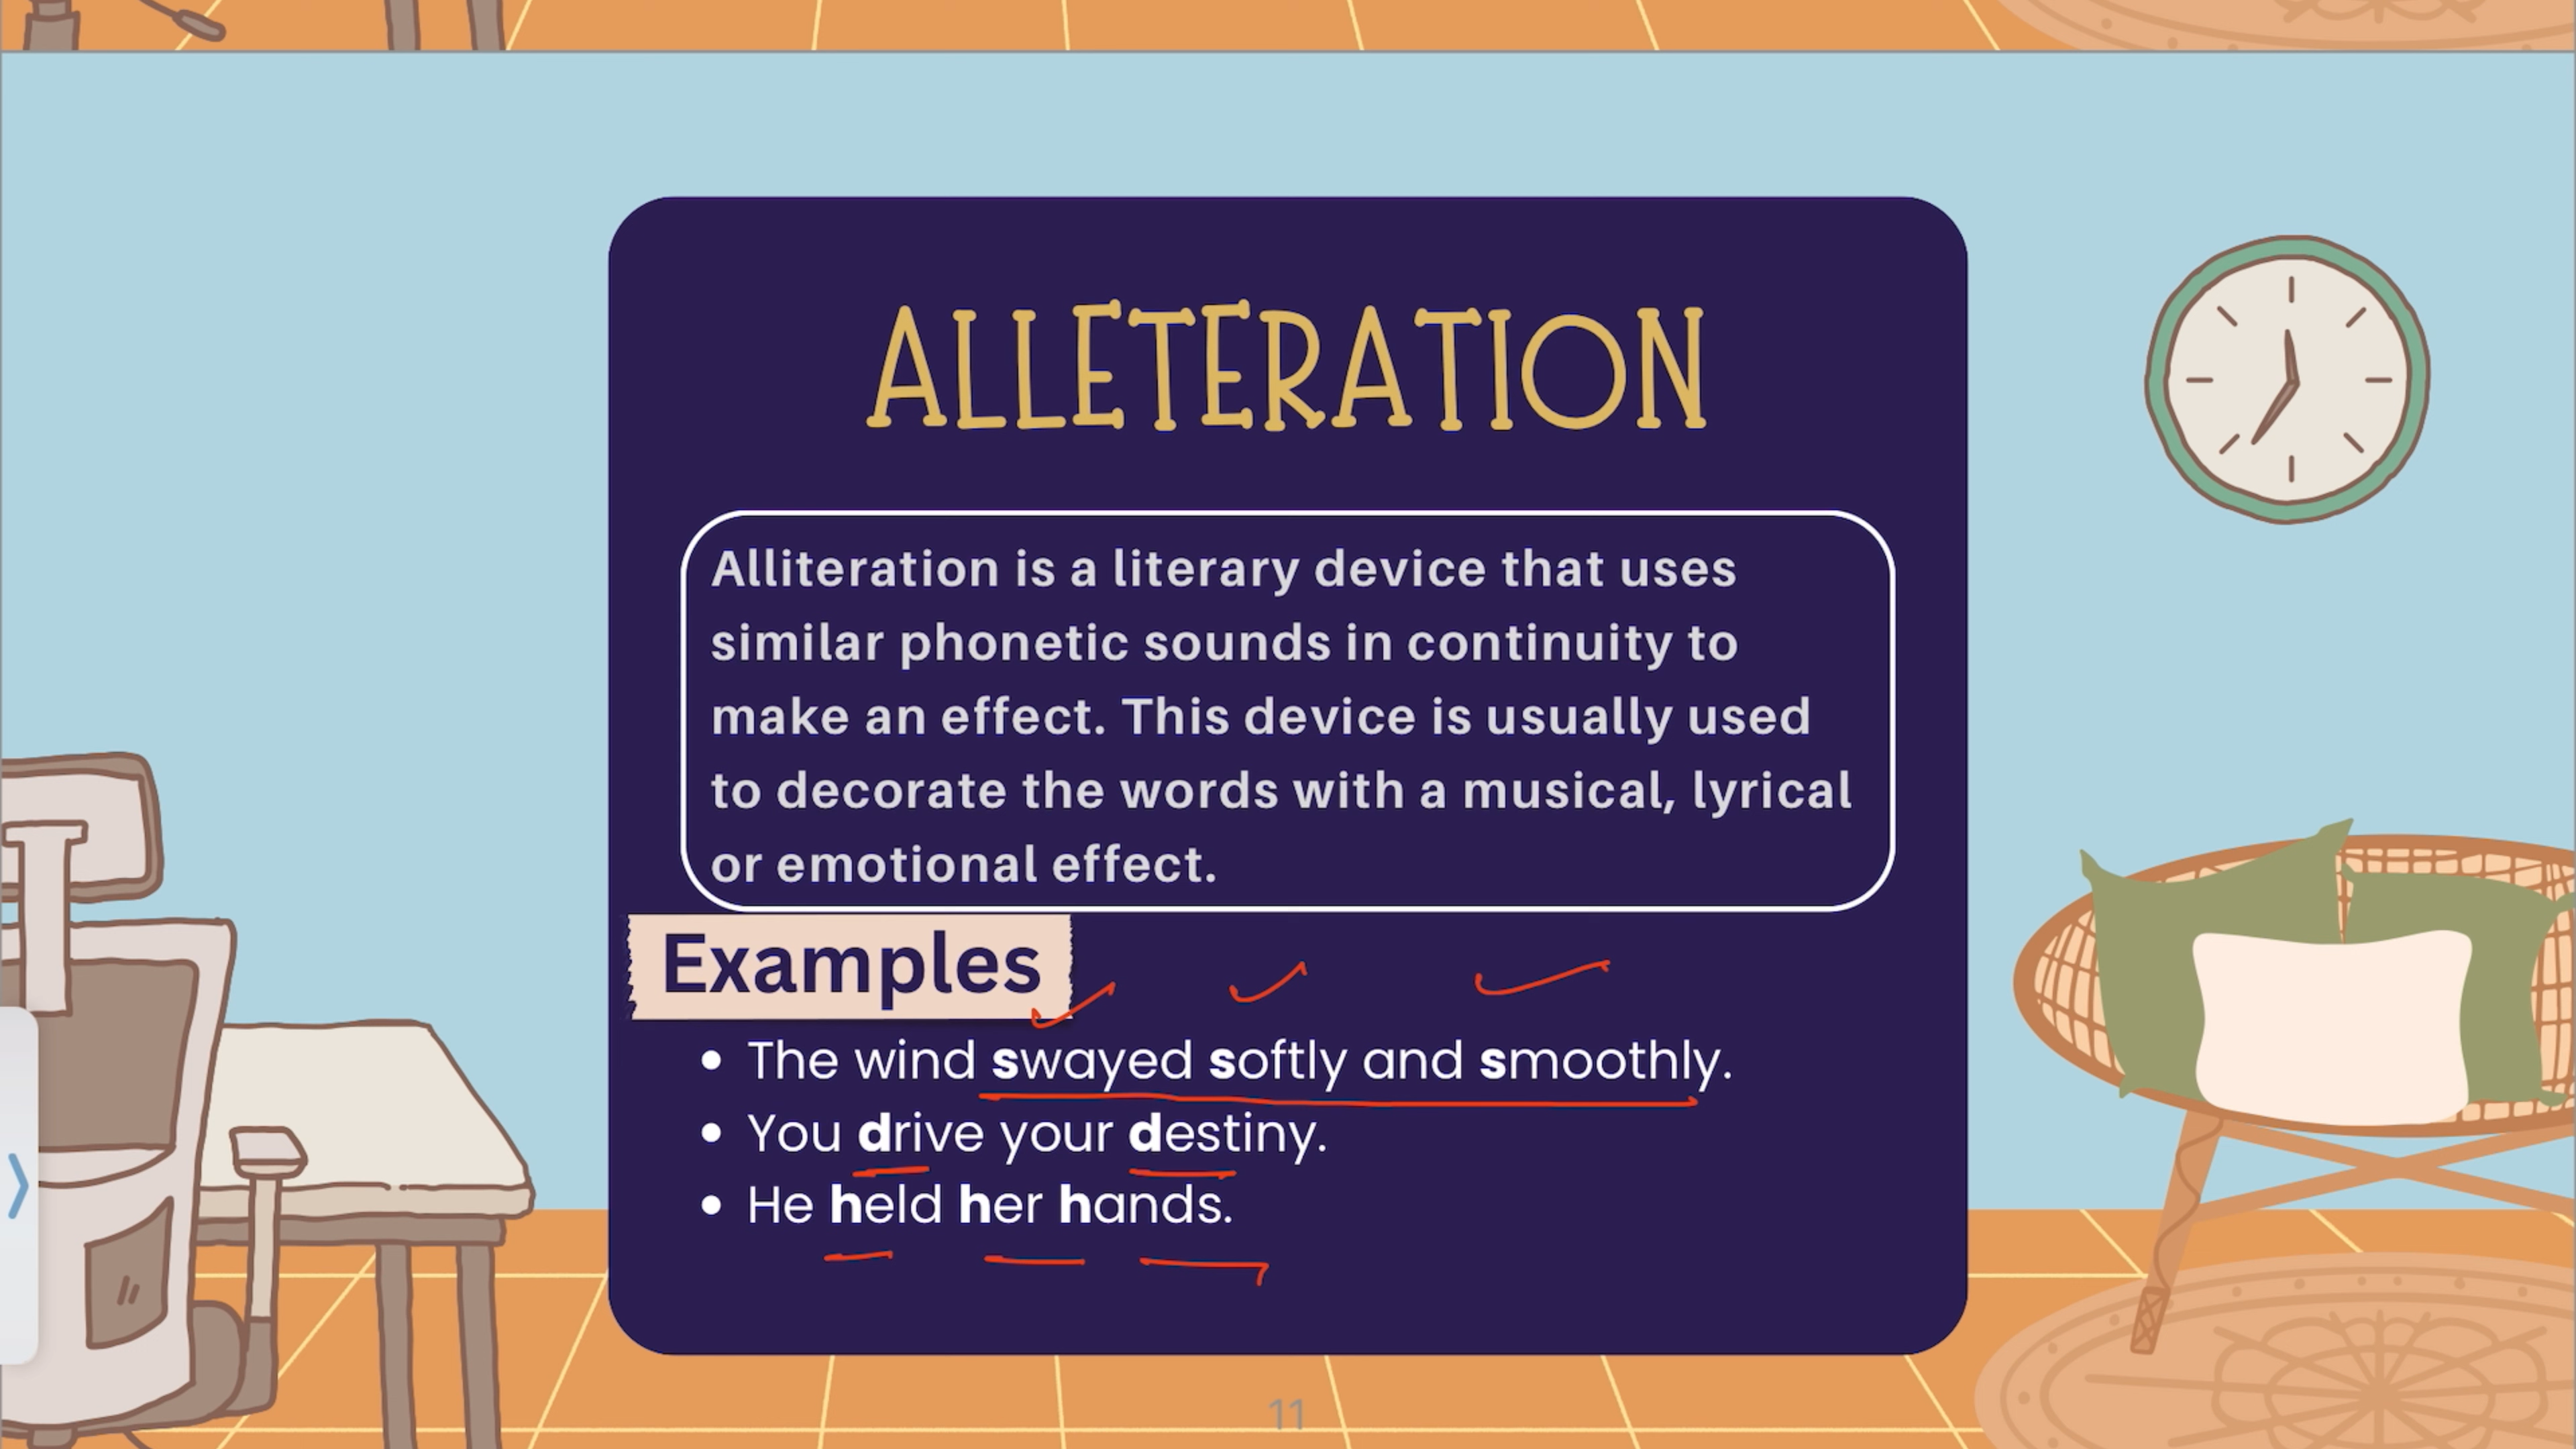 ALLETERATION
Alliteration is a literary device that uses
similar phonetic sounds in continuity to
make an effect. This device is usually used
to decorate the words with a musical, lyrical
or emotional effect.
Examples
• The wind swayed softly and smoothly.
• You drive your destiny.
• He held her hands.
11